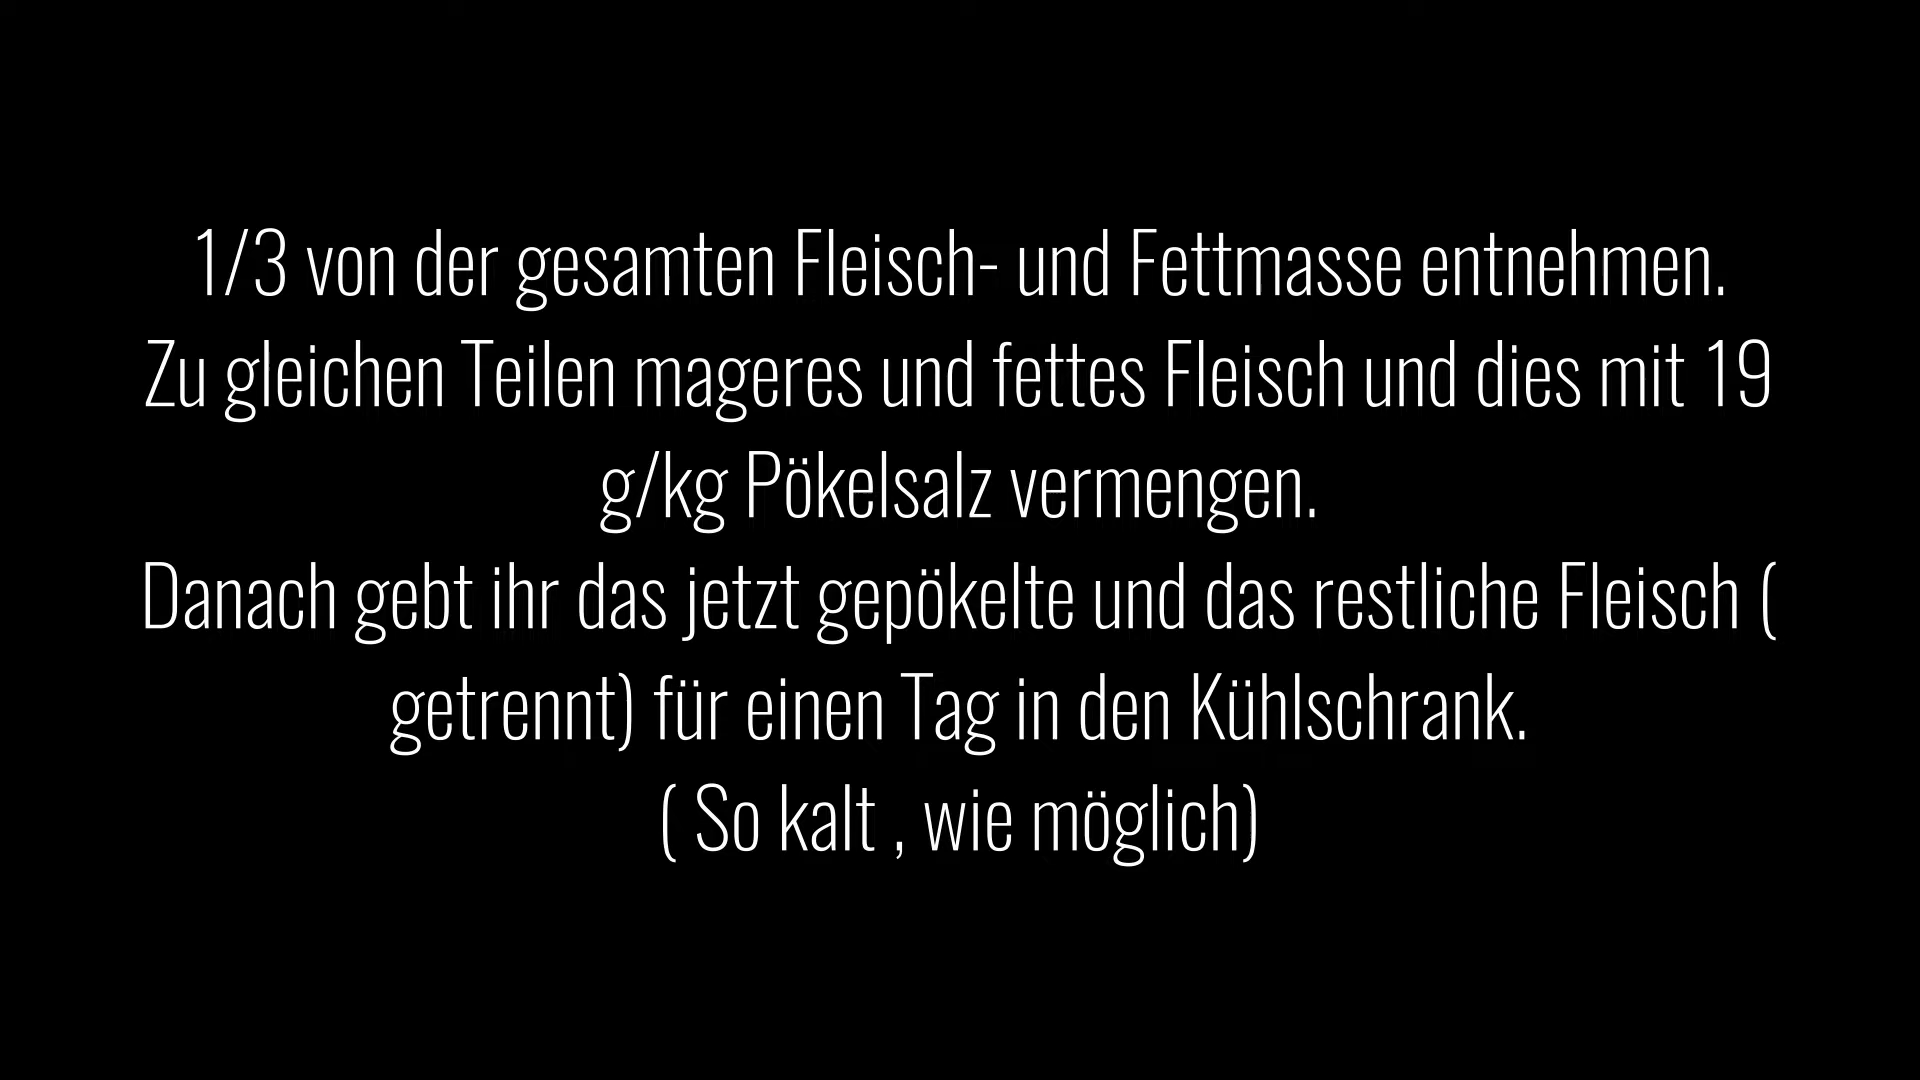 1/3 von der gesamten Fleisch- und Fettmasse entnehmen.
Zu gleichen Teilen mageres und fettes Fleisch und dies mit 19
g/kg Pökelsalz vermengen.
Danach gebt ihr das jetzt gepökelte und das restliche Fleisch (
getrennt) für einen Tag in den Kühlschrank.
( So kalt , wie möglich)